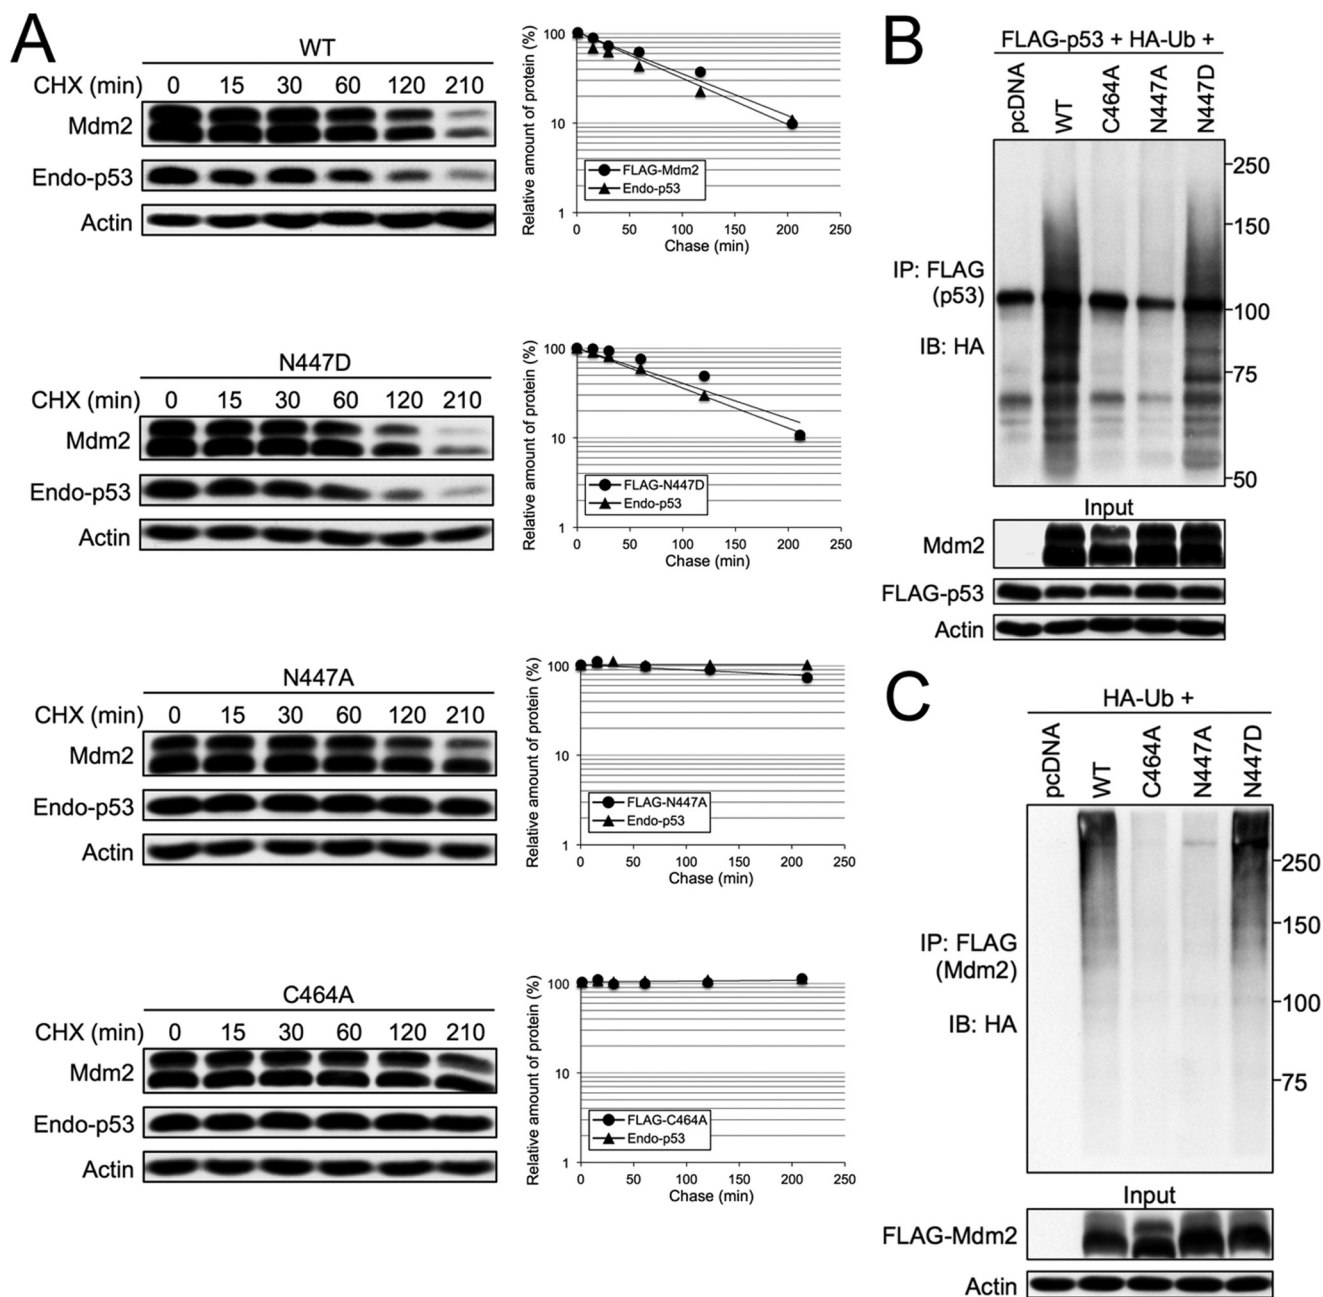 A
WT
CHX (min) 0 15 30 60 120 210
Mdm2
Endo-p53
Actin
Relative amount of protein (%)
100
10
1
FLAG-Mdm2
Endo-p53
0 50 100 150 200 250
Chase (min)
N447D
CHX (min) 0 15 30 60 120 210
Mdm2
Endo-p53
Actin
Relative amount of protein (%)
100
10
1
FLAG-N447D
Endo-p53
0 50 100 150 200 250
Chase (min)
N447A
CHX (min) 0 15 30 60 120 210
Mdm2
Endo-p53
Actin
Relative amount of protein (%)
100
10
1
FLAG-N447A
Endo-p53
0 50 100 150 200 250
Chase (min)
C464A
CHX (min) 0 15 30 60 120 210
Mdm2
Endo-p53
Actin
Relative amount of protein (%)
100
10
1
FLAG-C464A
Endo-p53
0 50 100 150 200 250
Chase (min)
B
FLAG-p53 + HA-Ub +
pcDNA WT C464A N447A N447D
IP: FLAG
(p53)
IB: HA
250
150
100
75
50
Input
Mdm2
FLAG-p53
Actin
C
HA-Ub +
pcDNA WT C464A N447A N447D
IP: FLAG
(Mdm2)
IB: HA
250
150
100
75
Input
FLAG-Mdm2
Actin